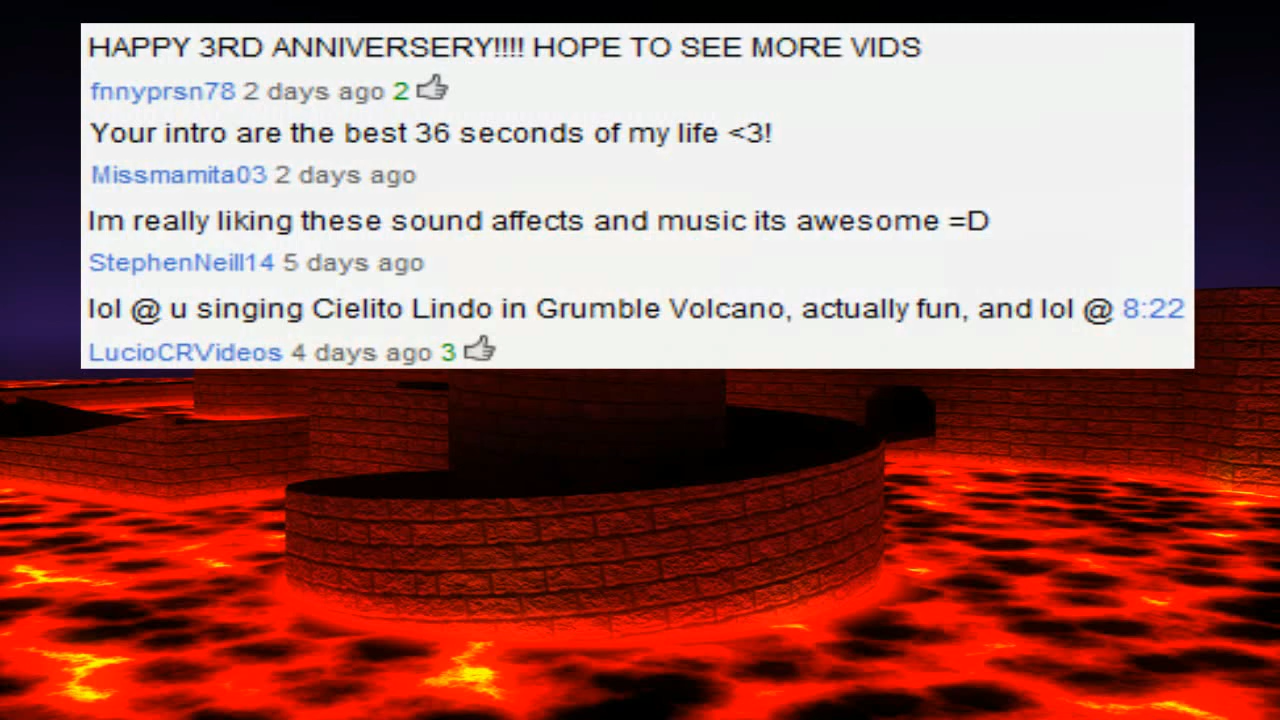 HAPPY 3RD ANNIVERSERY!!!! HOPE TO SEE MORE VIDS
fnnyprsn78 2 days ago 2
Your intro are the best 36 seconds of my life <3!
Missmamita03 2 days ago
Im really liking these sound affects and music its awesome =D
StephenNeill14 5 days ago
lol @ u singing Cielito Lindo in Grumble Volcano, actually fun, and lol @ 8:22
LucioCRVideos 4 days ago 3